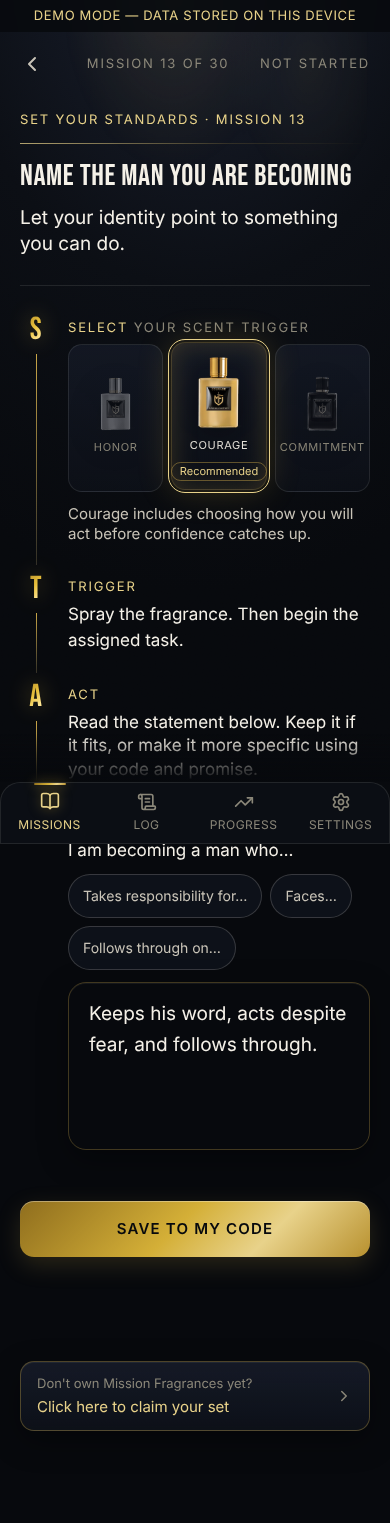 DEMO MODE — DATA STORED ON THIS DEVICE
MISSION 13 OF 30 NOT STARTED
SET YOUR STANDARDS · MISSION 13
NAME THE MAN YOU ARE BECOMING
Let your identity point to something
you can do.
S
SELECT YOUR SCENT TRIGGER
HONOR
COURAGE
Recommended
COMMITMENT
Courage includes choosing how you will
act before confidence catches up.
T
TRIGGER
Spray the fragrance. Then begin the
assigned task.
A
ACT
Read the statement below. Keep it if
it fits, or make it more specific using
your code and promise.
MISSIONS LOG PROGRESS SETTINGS
I am becoming a man who...
Takes responsibility for... Faces...
Follows through on...
Keeps his word, acts despite
fear, and follows through.
SAVE TO MY CODE
Don't own Mission Fragrances yet?
Click here to claim your set